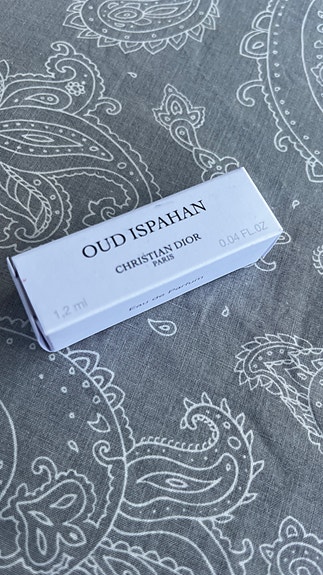 OUD ISPAHAN
CHRISTIAN DIOR
PARIS
1.2 ml
0.04 FL.OZ
Eau de Parfum